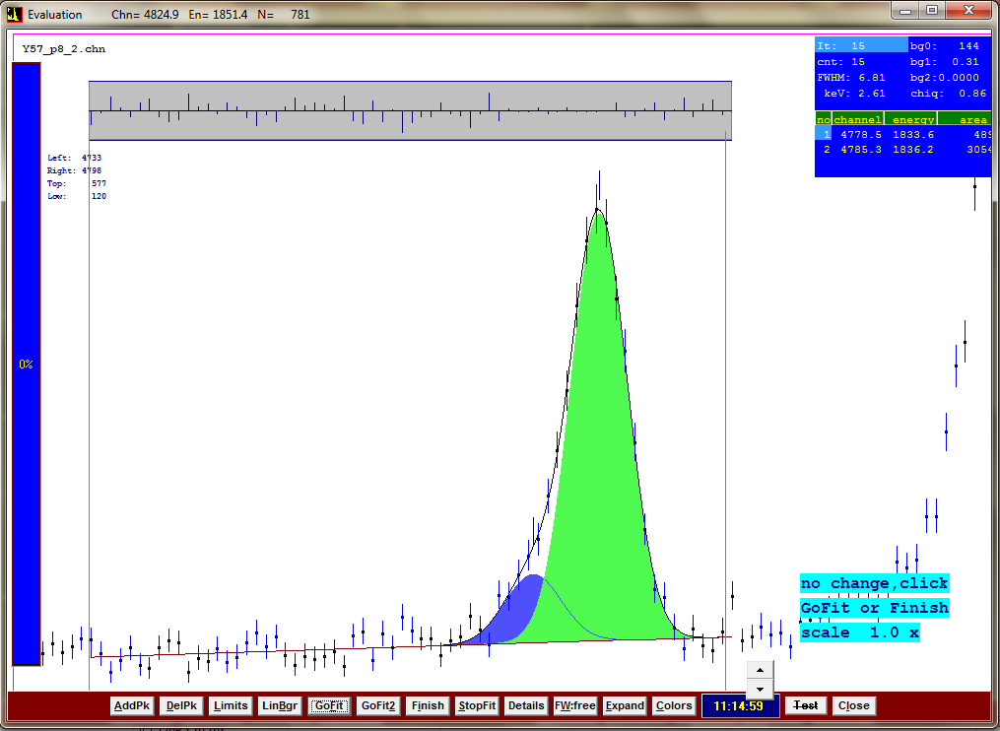 Evaluation Chn= 4824.9 En= 1851.4 N= 781
Y57_p8_2.chn
It: 15 bg0: 144
cnt: 15 bg1: 0.31
FWHM: 6.81 bg2:0.0000
keV: 2.61 chiq: 0.86
no channel energy area
1 4778.5 1833.6 489
2 4785.3 1836.2 3054
Left: 4733
Right: 4798
Top: 577
Low: 120
0%
no change,click
GoFit or Finish
scale 1.0 x
AddPk DelPk Limits LinBgr GoFit GoFit2 Finish StopFit Details FW:free Expand Colors 11:14:59 Test Close